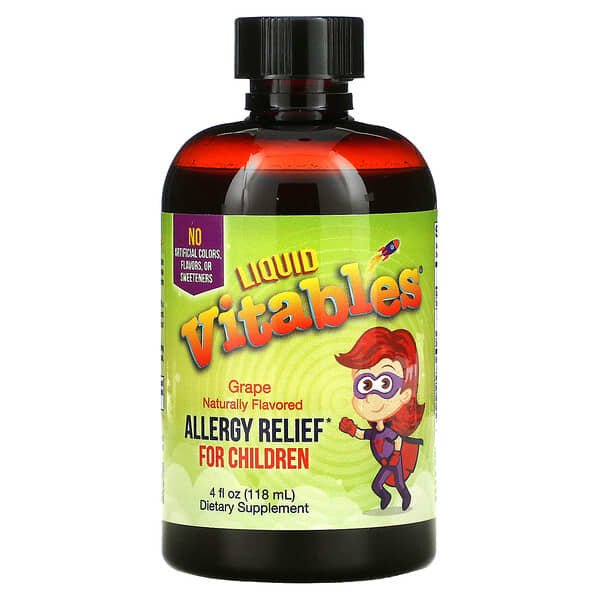 NO
ARTIFICIAL COLORS,
FLAVORS, OR
SWEETENERS
LIQUID
Vitables®
Grape
Naturally Flavored
ALLERGY RELIEF*
FOR CHILDREN
4 fl oz (118 mL)
Dietary Supplement